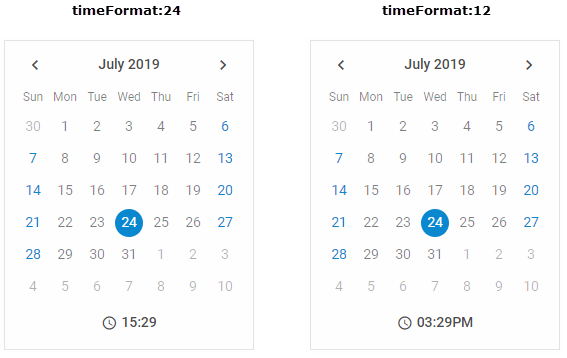 timeFormat:24
July 2019
Sun Mon Tue Wed Thu Fri Sat
30 1 2 3 4 5 6
7 8 9 10 11 12 13
14 15 16 17 18 19 20
21 22 23 24 25 26 27
28 29 30 31 1 2 3
4 5 6 7 8 9 10
15:29
timeFormat:12
July 2019
Sun Mon Tue Wed Thu Fri Sat
30 1 2 3 4 5 6
7 8 9 10 11 12 13
14 15 16 17 18 19 20
21 22 23 24 25 26 27
28 29 30 31 1 2 3
4 5 6 7 8 9 10
03:29PM